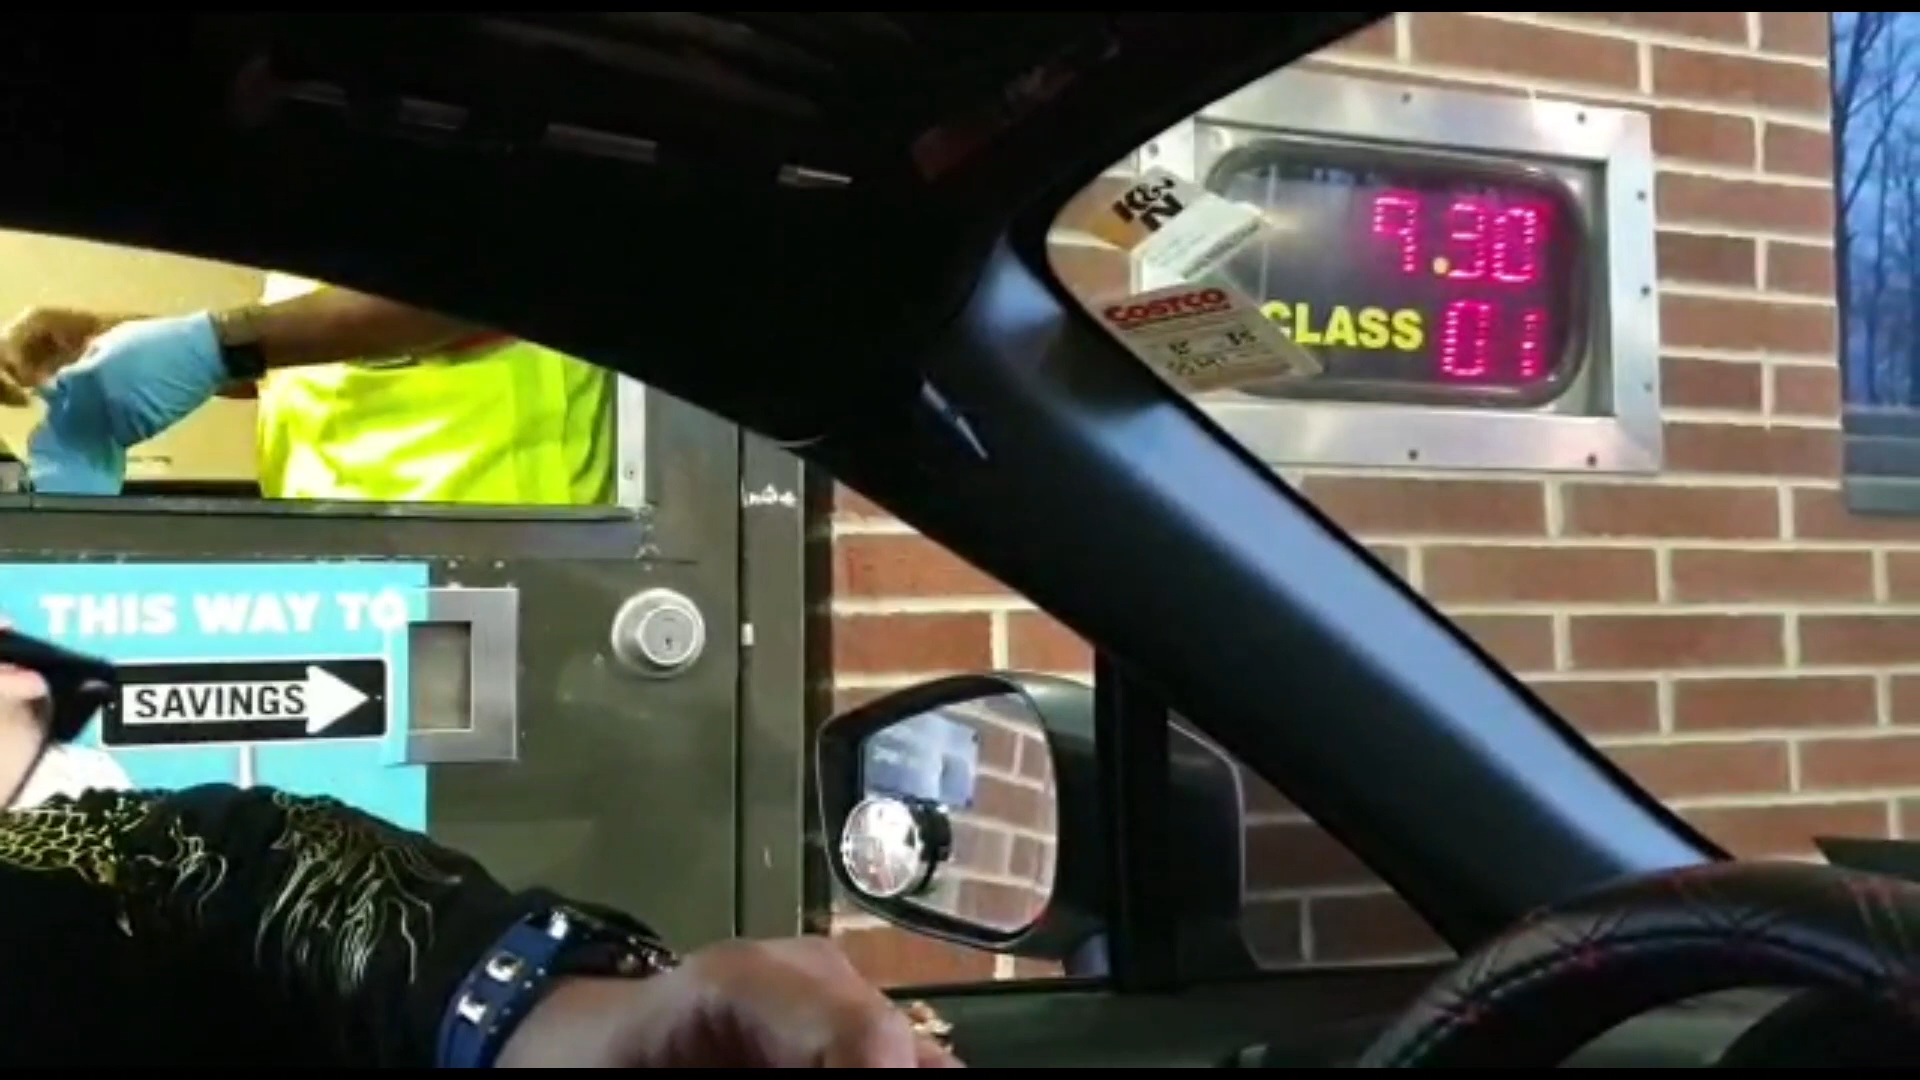 K&N
COSTCO
9.30
CLASS 01
THIS WAY TO
SAVINGS